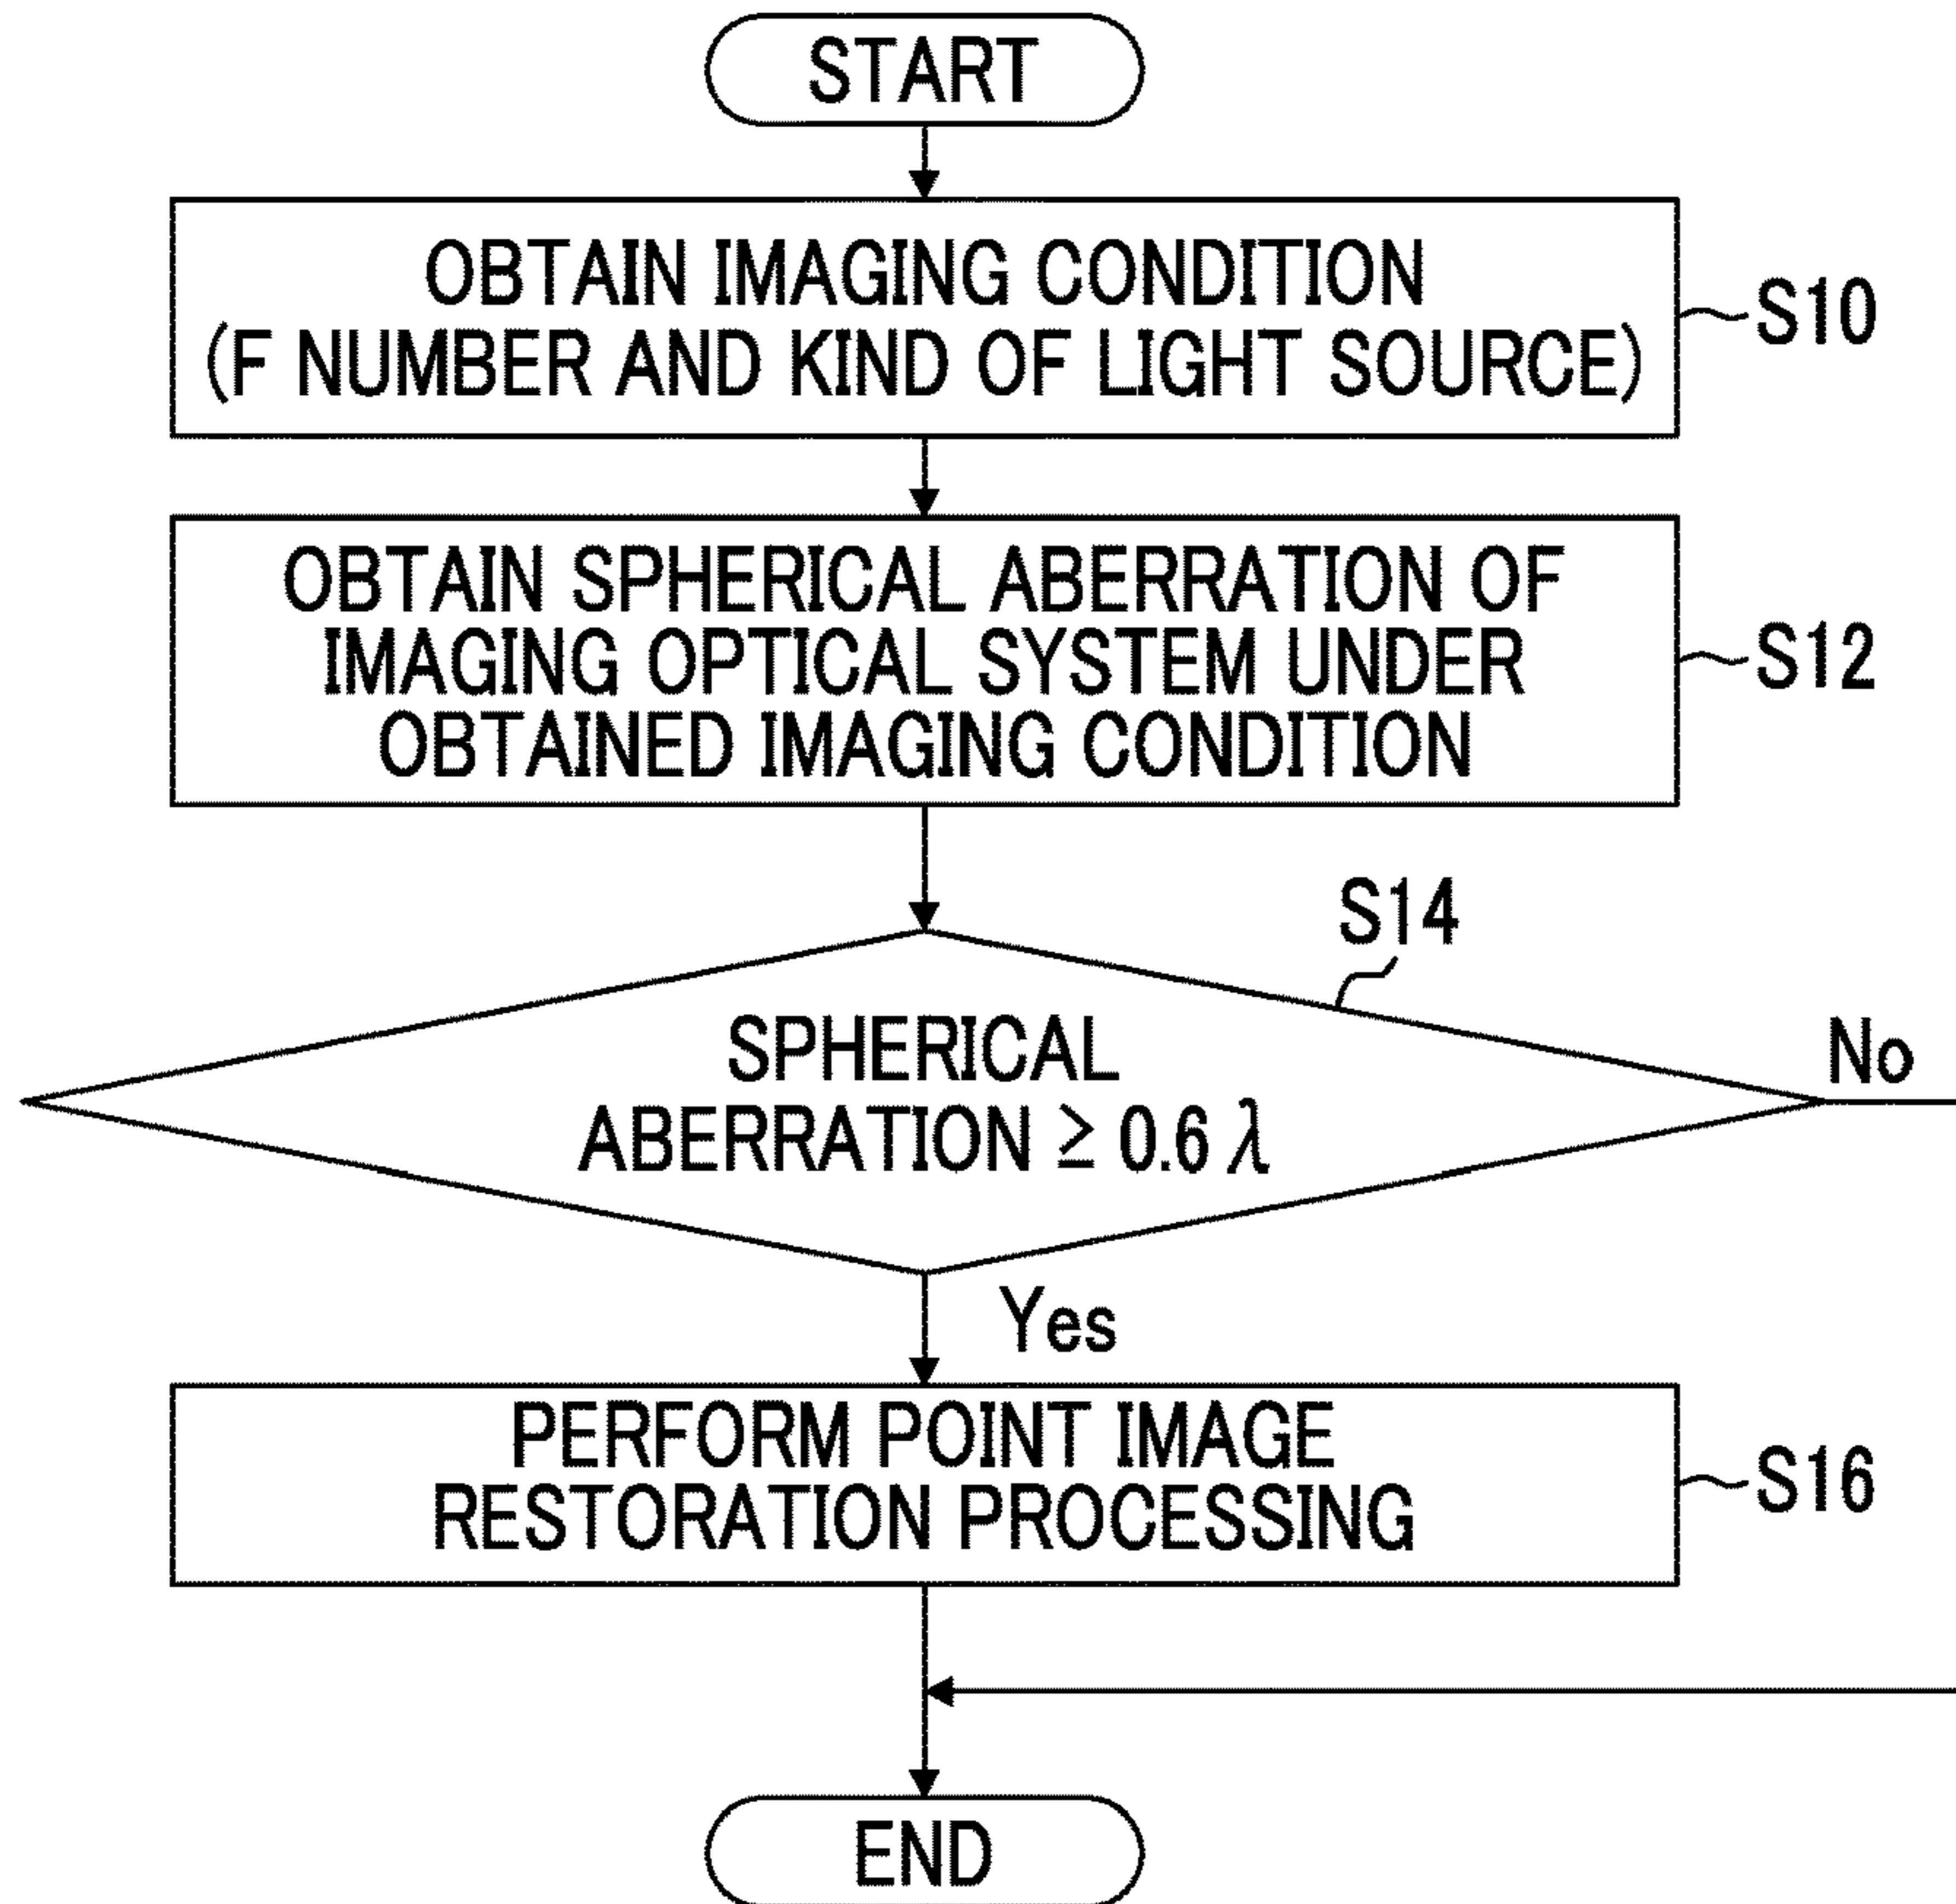 START
OBTAIN IMAGING CONDITION
(F NUMBER AND KIND OF LIGHT SOURCE)
S10
OBTAIN SPHERICAL ABERRATION OF
IMAGING OPTICAL SYSTEM UNDER
OBTAINED IMAGING CONDITION
S12
S14
SPHERICAL
ABERRATION ≥ 0.6 λ
No
Yes
PERFORM POINT IMAGE
RESTORATION PROCESSING
S16
END